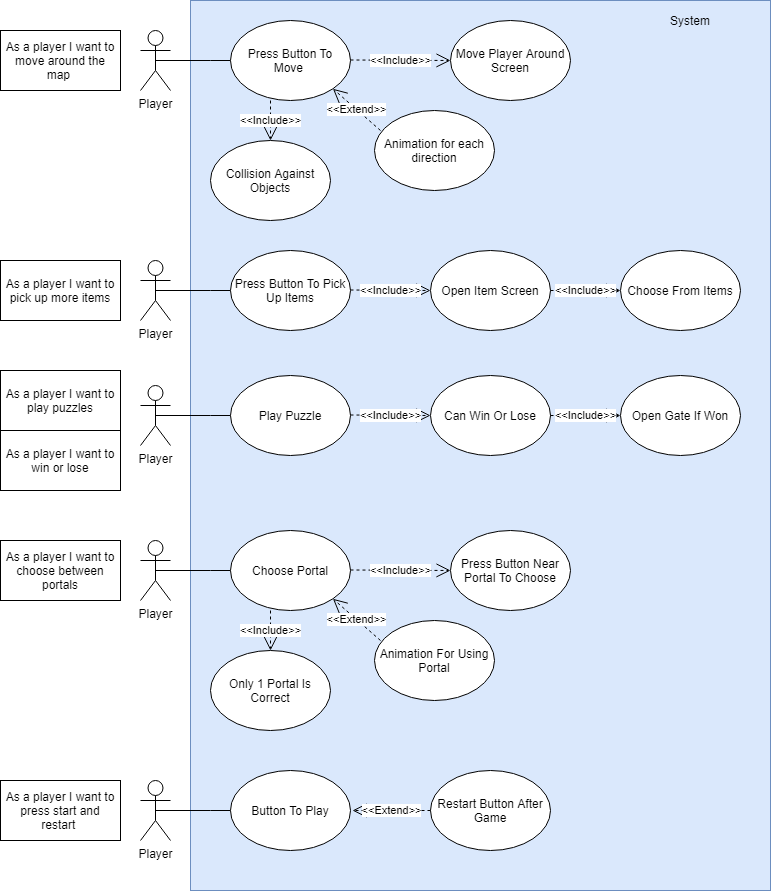 System
As a player I want to
move around the
map
Player
Press Button To
Move
<<Include>>
Move Player Around
Screen
<<Include>>
<<Extend>>
Animation for each
direction
Collision Against
Objects
As a player I want to
pick up more items
Player
Press Button To Pick
Up Items
<<Include>>
Open Item Screen
<<Include>>
Choose From Items
As a player I want to
play puzzles
As a player I want to
win or lose
Player
Play Puzzle
<<Include>>
Can Win Or Lose
<<Include>>
Open Gate If Won
As a player I want to
choose between
portals
Player
Choose Portal
<<Include>>
Press Button Near
Portal To Choose
<<Include>>
<<Extend>>
Animation For Using
Portal
Only 1 Portal Is
Correct
As a player I want to
press start and
restart
Player
Button To Play
<<Extend>>
Restart Button After
Game